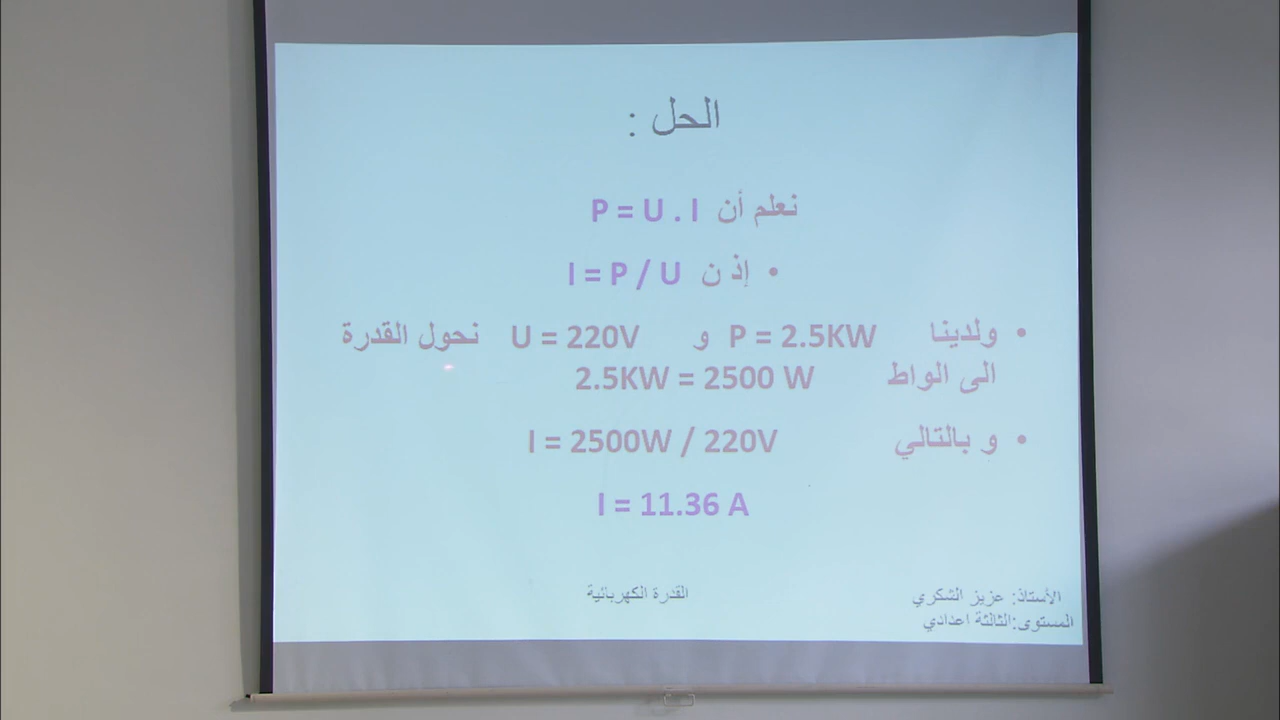 الحل :
نعلم أن P = U . I
• إذ ن I = P / U
• ولدينا P = 2.5KW و U = 220V نحول القدرة
الى الواط 2.5KW = 2500 W
• و بالتالي I = 2500W / 220V
I = 11.36 A
القدرة الكهربائية
الأستاذ: عزيز الشكري
المستوى:الثالثة اعدادي